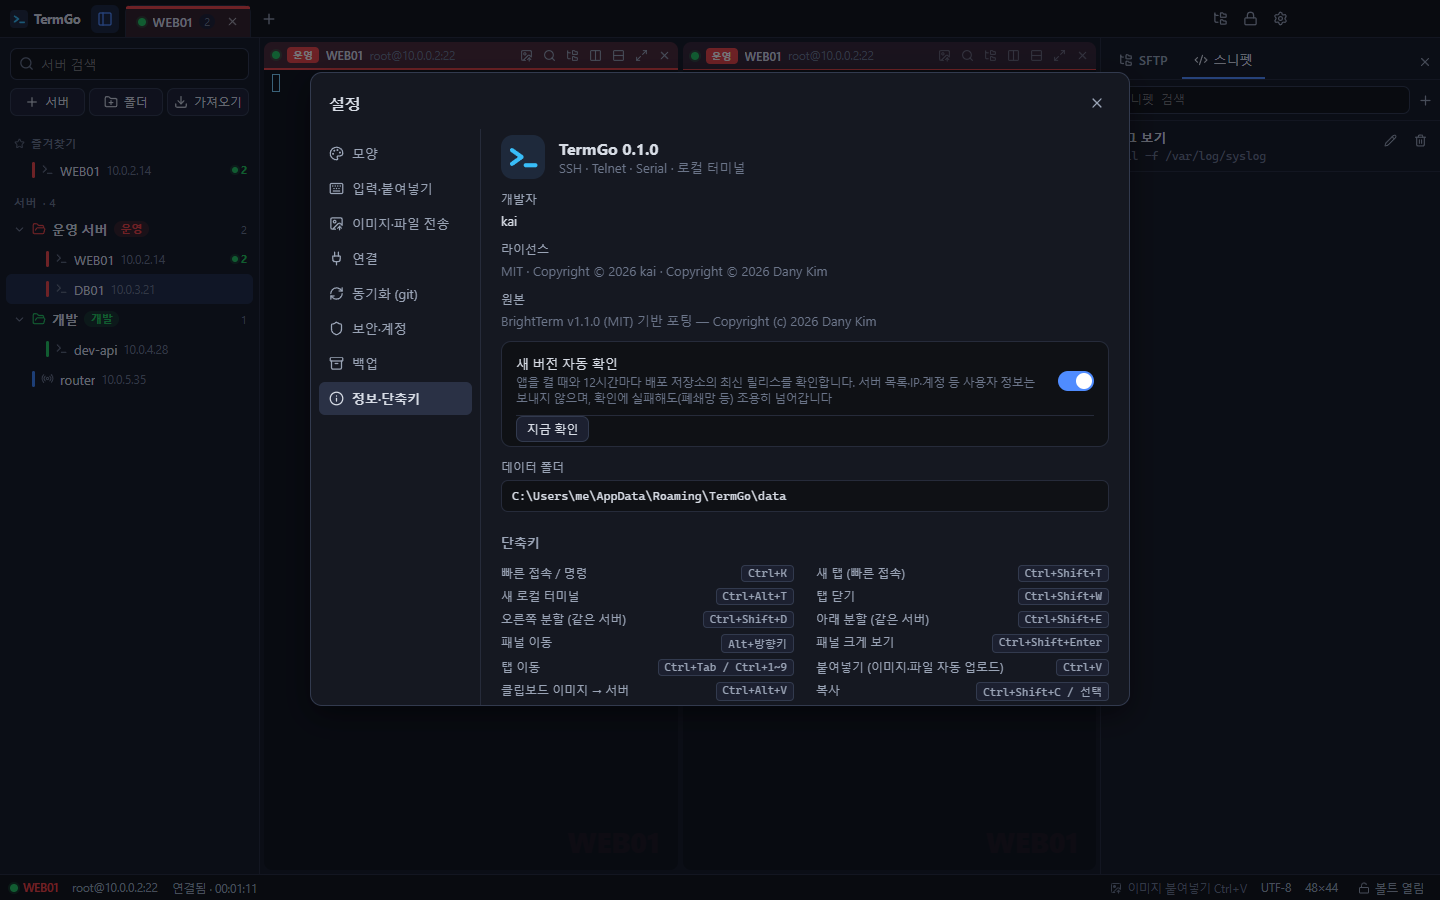 TermGo
WEB01 2
서버 검색
서버
폴더
가져오기
즐겨찾기
WEB01 10.0.2.14 2
서버 · 4
운영 서버 운영 2
WEB01 10.0.2.14 2
DB01 10.0.3.21
개발 개발 1
dev-api 10.0.4.28
router 10.0.5.35
운영 WEB01 root@10.0.0.2:22
운영 WEB01 root@10.0.0.2:22
SFTP
스니펫
검색
보기
-f /var/log/syslog
설정
모양
입력·붙여넣기
이미지·파일 전송
연결
동기화 (git)
보안·계정
백업
정보·단축키
TermGo 0.1.0
SSH · Telnet · Serial · 로컬 터미널
개발자
kai
라이선스
MIT · Copyright © 2026 kai · Copyright © 2026 Dany Kim
원본
BrightTerm v1.1.0 (MIT) 기반 포팅 — Copyright (c) 2026 Dany Kim
새 버전 자동 확인
앱을 켤 때와 12시간마다 배포 저장소의 최신 릴리스를 확인합니다. 서버 목록·IP·계정 등 사용자 정보는
보내지 않으며, 확인에 실패해도(폐쇄망 등) 조용히 넘어갑니다
지금 확인
데이터 폴더
C:\Users\me\AppData\Roaming\TermGo\data
단축키
빠른 접속 / 명령 Ctrl+K
새 탭 (빠른 접속) Ctrl+Shift+T
새 로컬 터미널 Ctrl+Alt+T
탭 닫기 Ctrl+Shift+W
오른쪽 분할 (같은 서버) Ctrl+Shift+D
아래 분할 (같은 서버) Ctrl+Shift+E
패널 이동 Alt+방향키
패널 크게 보기 Ctrl+Shift+Enter
탭 이동 Ctrl+Tab / Ctrl+1~9
붙여넣기 (이미지·파일 자동 업로드) Ctrl+V
클립보드 이미지 → 서버 Ctrl+Alt+V
복사 Ctrl+Shift+C / 선택
WEB01
WEB01
WEB01 root@10.0.0.2:22 연결됨 · 00:01:11
이미지 붙여넣기 Ctrl+V UTF-8 48×44 볼트 열림